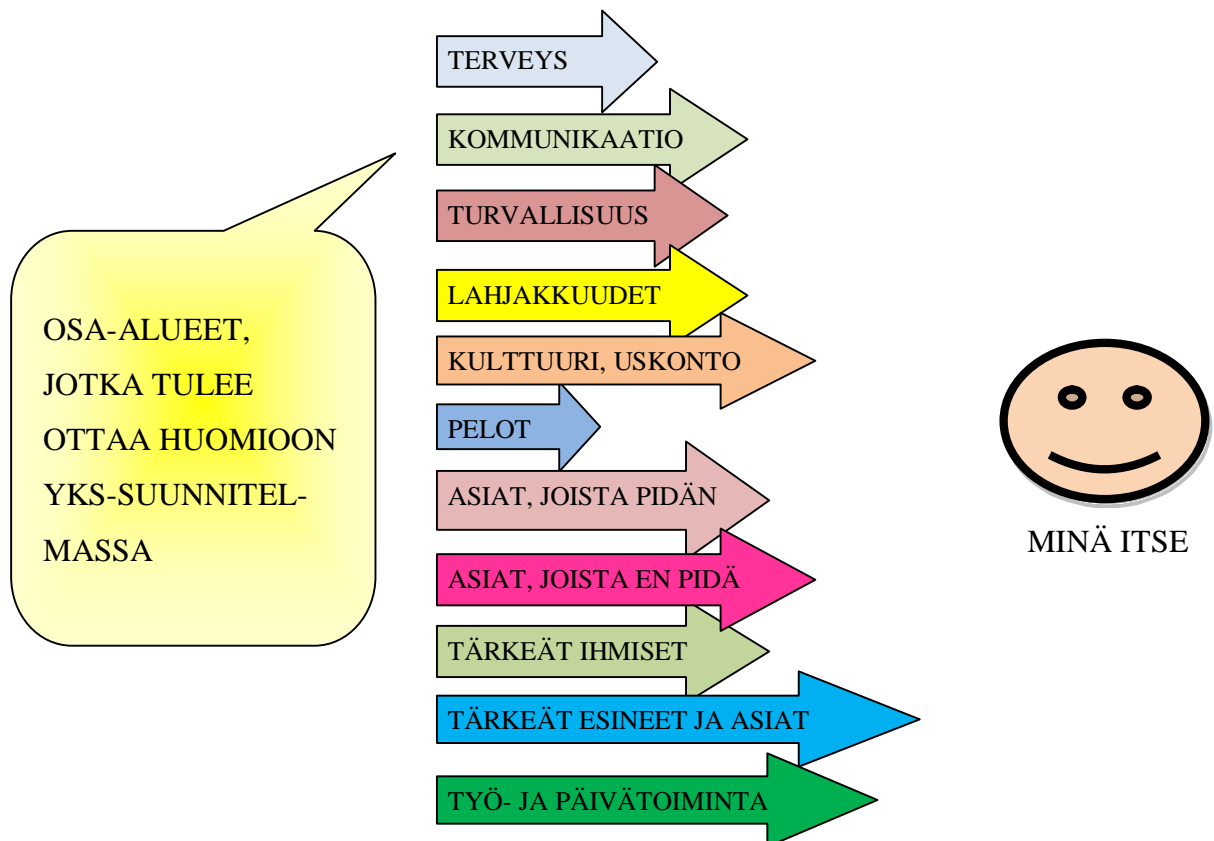 OSA-ALUEET,
JOTKA TULEE
OTTAA HUOMIOON
YKS-SUUNNITEL-
MASSA
TERVEYS
KOMMUNIKAATIO
TURVALLISUUS
LAHJAKKUUDET
KULTTUURI, USKONTO
PELOT
ASIAT, JOISTA PIDÄN
ASIAT, JOISTA EN PIDÄ
TÄRKEÄT IHMISET
TÄRKEÄT ESINEET JA ASIAT
TYÖ- JA PÄIVÄTOIMINTA
MINÄ ITSE